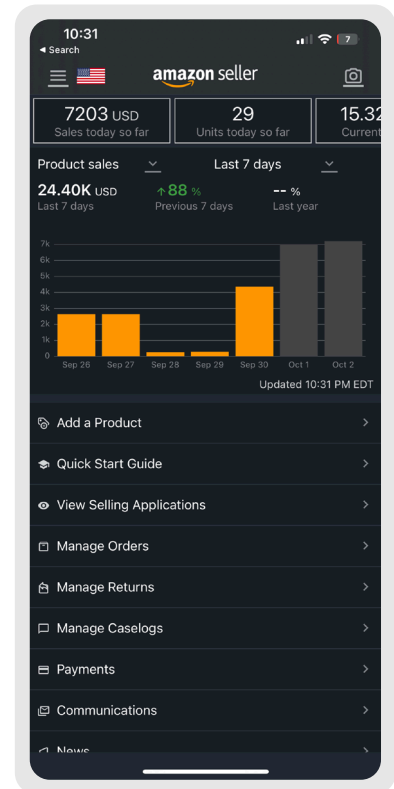 10:31
7
◀ Search
amazon seller
7203 USD
Sales today so far
29
Units today so far
15.32
Current
Product sales
Last 7 days
24.40K USD
Last 7 days
↑88 %
Previous 7 days
-- %
Last year
7k
6k
5k
4k
3k
2k
1k
0
Sep 26 Sep 27 Sep 28 Sep 29 Sep 30 Oct 1 Oct 2
Updated 10:31 PM EDT
Add a Product
Quick Start Guide
View Selling Applications
Manage Orders
Manage Returns
Manage Caselogs
Payments
Communications
News